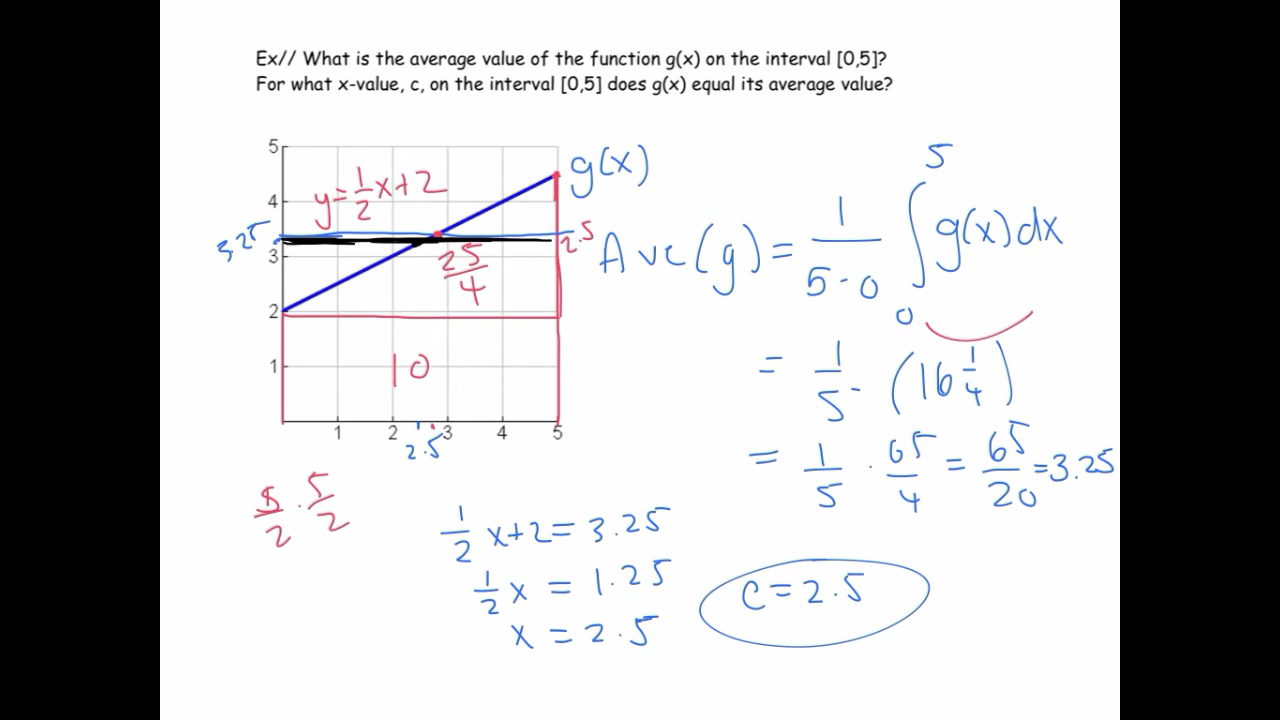 Ex// What is the average value of the function g(x) on the interval [0,5]?
For what x-value, c, on the interval [0,5] does g(x) equal its average value?
5
4
3
2
1
1 2 3 4 5
y=1/2 x+2
g(x)
3.25
2.5
25/4
10
2.5
Ave(g) = 1/(5-0) ∫₀⁵ g(x)dx
= 1/5 · (16 1/4)
= 1/5 · 65/4 = 65/20 =3.25
5/2 · 5/2
1/2 x+2= 3.25
1/2 x = 1.25
x = 2.5
c=2.5